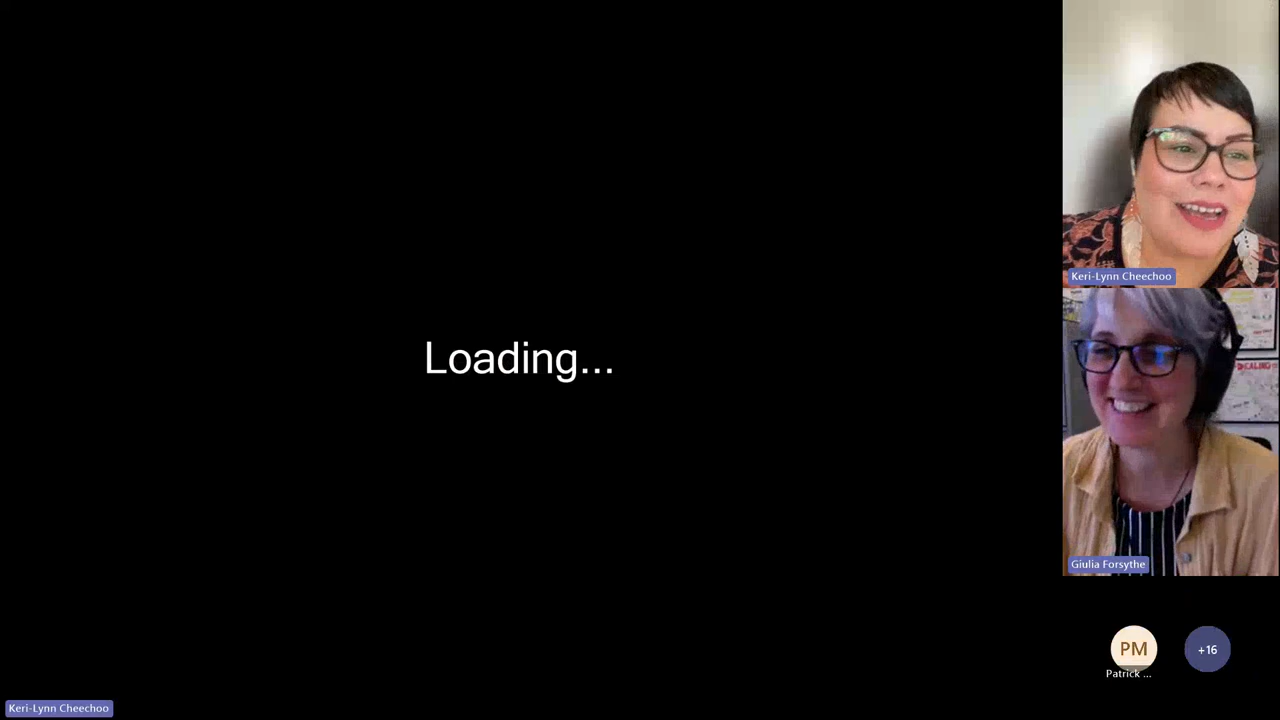 Loading...
Keri-Lynn Cheechoo
Giulia Forsythe
PM
+16
Patrick ...
Keri-Lynn Cheechoo